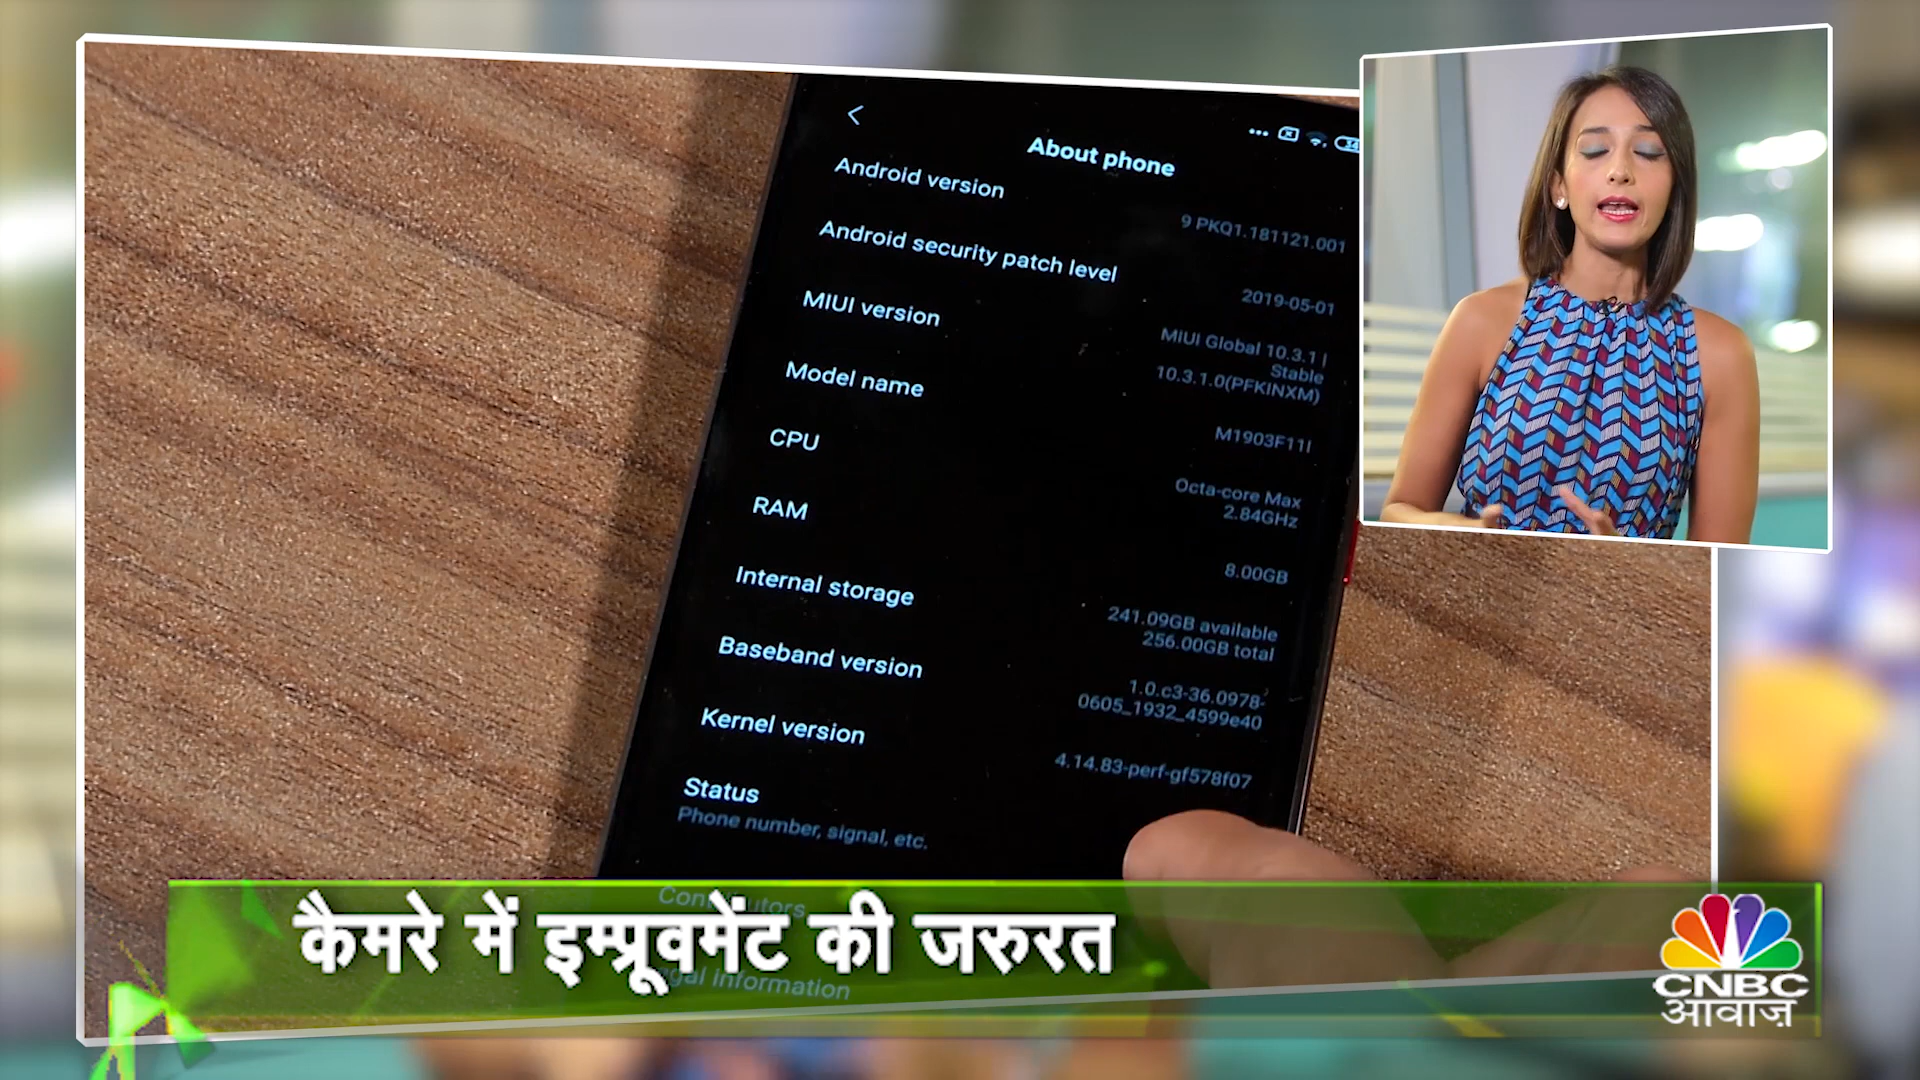 About phone
Android version
9 PKQ1.181121.001
Android security patch level
2019-05-01
MIUI version
MIUI Global 10.3.1 |
Stable
10.3.1.0(PFKINXM)
Model name
M1903F11I
CPU
Octa-core Max
2.84GHz
RAM
8.00GB
Internal storage
241.09GB available
256.00GB total
Baseband version
1.0.c3-36.0978-
0605_1932_4599e40
Kernel version
4.14.83-perf-gf578f07
Status
Phone number, signal, etc.
कैमरे में इम्प्रूवमेंट की जरुरत
information
CNBC
आवाज़